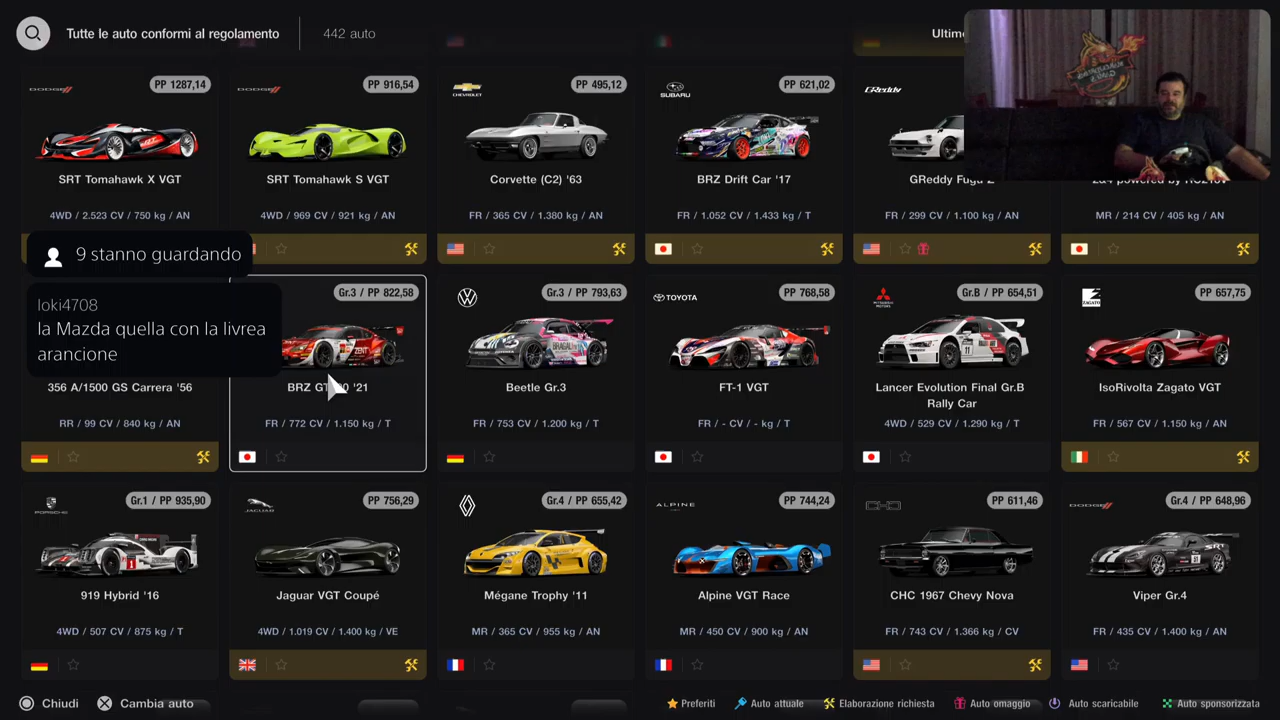 Tutte le auto conformi al regolamento
442 auto
PP 1287,14
SRT Tomahawk X VGT
4WD / 2.523 CV / 750 kg / AN
PP 916,54
SRT Tomahawk S VGT
4WD / 969 CV / 921 kg / AN
CHEVROLET
PP 495,12
Corvette (C2) '63
FR / 365 CV / 1.380 kg / AN
SUBARU
PP 621,02
BRZ Drift Car '17
FR / 1.052 CV / 1.433 kg / T
GReddy
FR / 299 CV / 1.100 kg / AN
MR / 214 CV / 405 kg / AN
9 stanno guardando
loki4708
la Mazda quella con la livrea
arancione
356 A/1500 GS Carrera '56
RR / 99 CV / 840 kg / AN
Gr.3 / PP 822,58
'21
FR / 772 CV / 1.150 kg / T
Gr.3 / PP 793,63
Beetle Gr.3
FR / 753 CV / 1.200 kg / T
TOYOTA
PP 768,58
FT-1 VGT
FR / - CV / - kg / T
MITSUBISHI
MOTORS
Gr.B / PP 654,51
Lancer Evolution Final Gr.B
Rally Car
4WD / 529 CV / 1.290 kg / T
ZAGATO
PP 657,75
IsoRivolta Zagato VGT
FR / 567 CV / 1.150 kg / AN
PORSCHE
Gr.1 / PP 935,90
919 Hybrid '16
4WD / 507 CV / 875 kg / T
JAGUAR
PP 756,29
Jaguar VGT Coupé
4WD / 1.019 CV / 1.400 kg / VE
Gr.4 / PP 655,42
Mégane Trophy '11
MR / 365 CV / 955 kg / AN
ALPINE
PP 744,24
Alpine VGT Race
MR / 450 CV / 900 kg / AN
PP 611,46
CHC 1967 Chevy Nova
FR / 743 CV / 1.366 kg / CV
DODGE
Gr.4 / PP 648,96
Viper Gr.4
FR / 435 CV / 1.400 kg / AN
Chiudi
Cambia auto
Preferiti
Auto attuale
Elaborazione richiesta
Auto omaggio
Auto scaricabile
Auto sponsorizzata